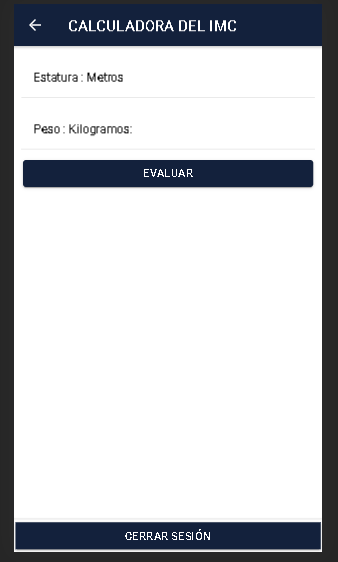 CALCULADORA DEL IMC
Estatura : Metros
Peso : Kilogramos:
EVALUAR
CERRAR SESIÓN